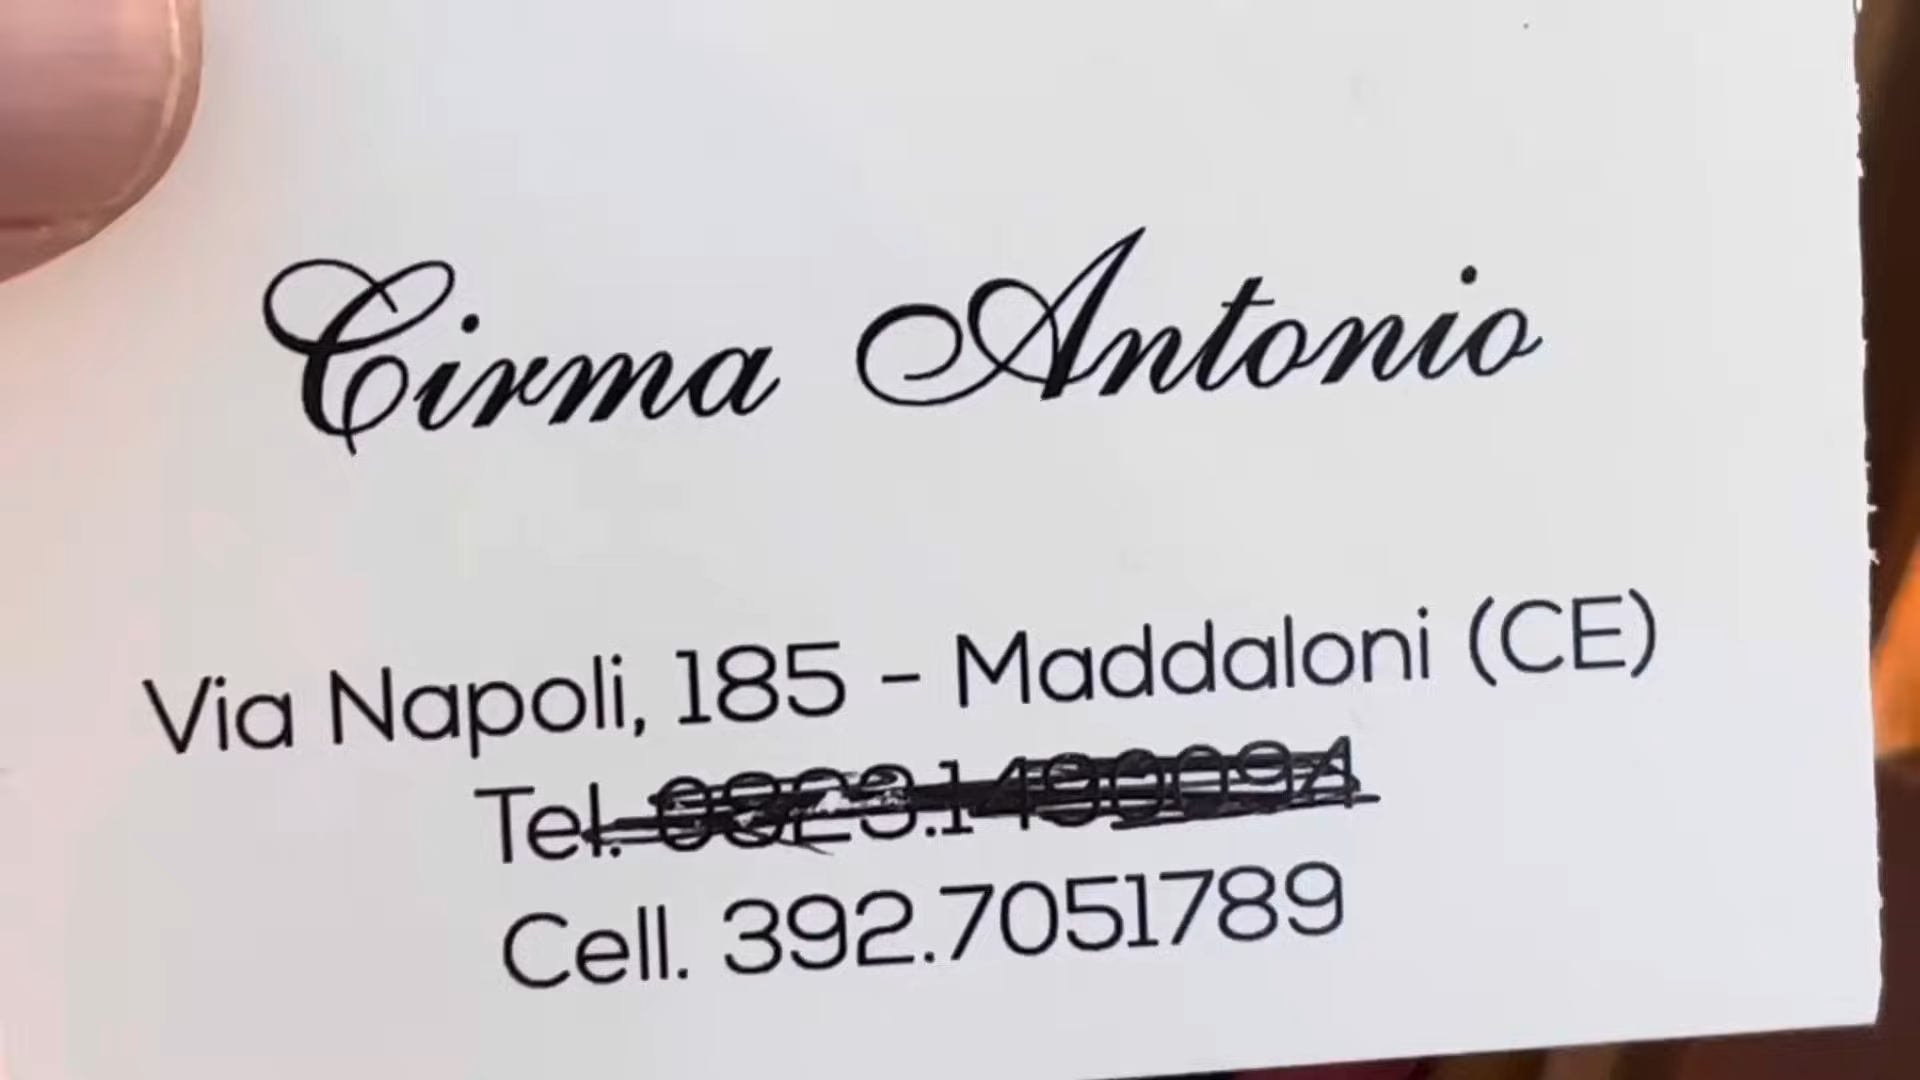 Cirma Antonio
Via Napoli, 185 - Maddaloni (CE)
Tel.
Cell. 392.7051789